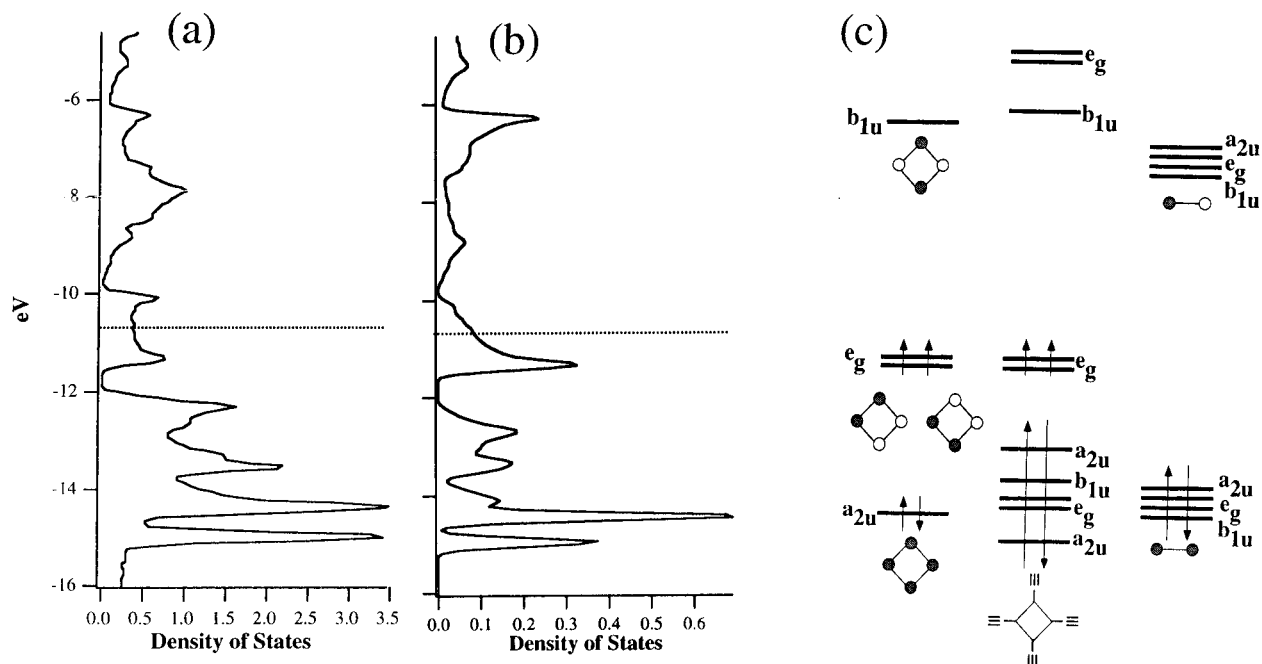 (a)
(b)
(c)
eV
-6
8
-10
-12
-14
-16
0.0 0.5 1.0 1.5 2.0 2.5 3.0 3.5
Density of States
0.0 0.1 0.2 0.3 0.4 0.5 0.6
Density of States
eg
b1u
b1u
a2u
eg
b1u
eg
eg
a2u
b1u
eg
a2u
a2u
a2u
eg
b1u